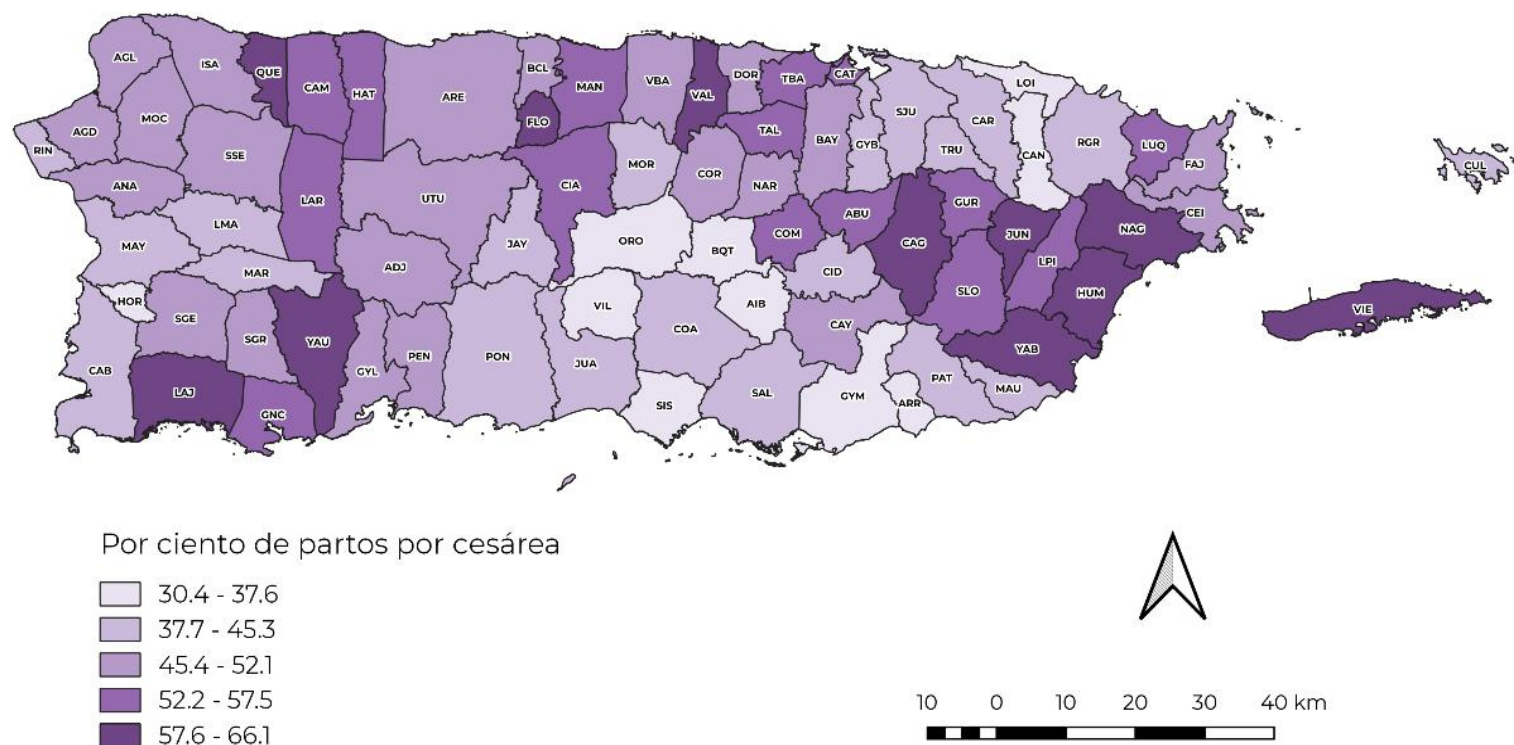 AGL
ISA
QUE
CAM
HAT
ARE
BCL
MAN
VBA
VAL
DOR
TBA
CAT
LOI
RIN
AGD
MOC
SSE
FLO
TAL
BAY
GYB
SJU
CAR
TRU
CAN
RGR
LUQ
FAJ
CUL
ANA
LAR
UTU
CIA
MOR
COR
NAR
MAY
LMA
JAY
ORO
BQT
COM
ABU
CAG
GUR
JUN
LPI
NAG
CEI
MAR
ADJ
CID
HOR
SGE
SGR
YAU
VIL
AIB
COA
CAY
SLO
HUM
VIE
CAB
LAJ
GNC
GYL
PEN
PON
JUA
SIS
SAL
GYM
ARR
PAT
MAU
YAB
Por ciento de partos por cesárea
30.4 - 37.6
37.7 - 45.3
45.4 - 52.1
52.2 - 57.5
57.6 - 66.1
10 0 10 20 30 40 km